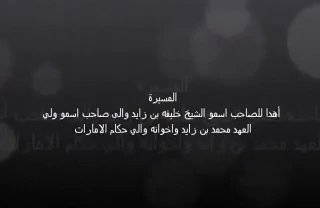 المسيرة
أهدا للصاحب اسمو الشيخ خليفه بن زايد والى صاحب اسمو ولي
العهد محمد بن زايد واخوانه والي حكام الامارات